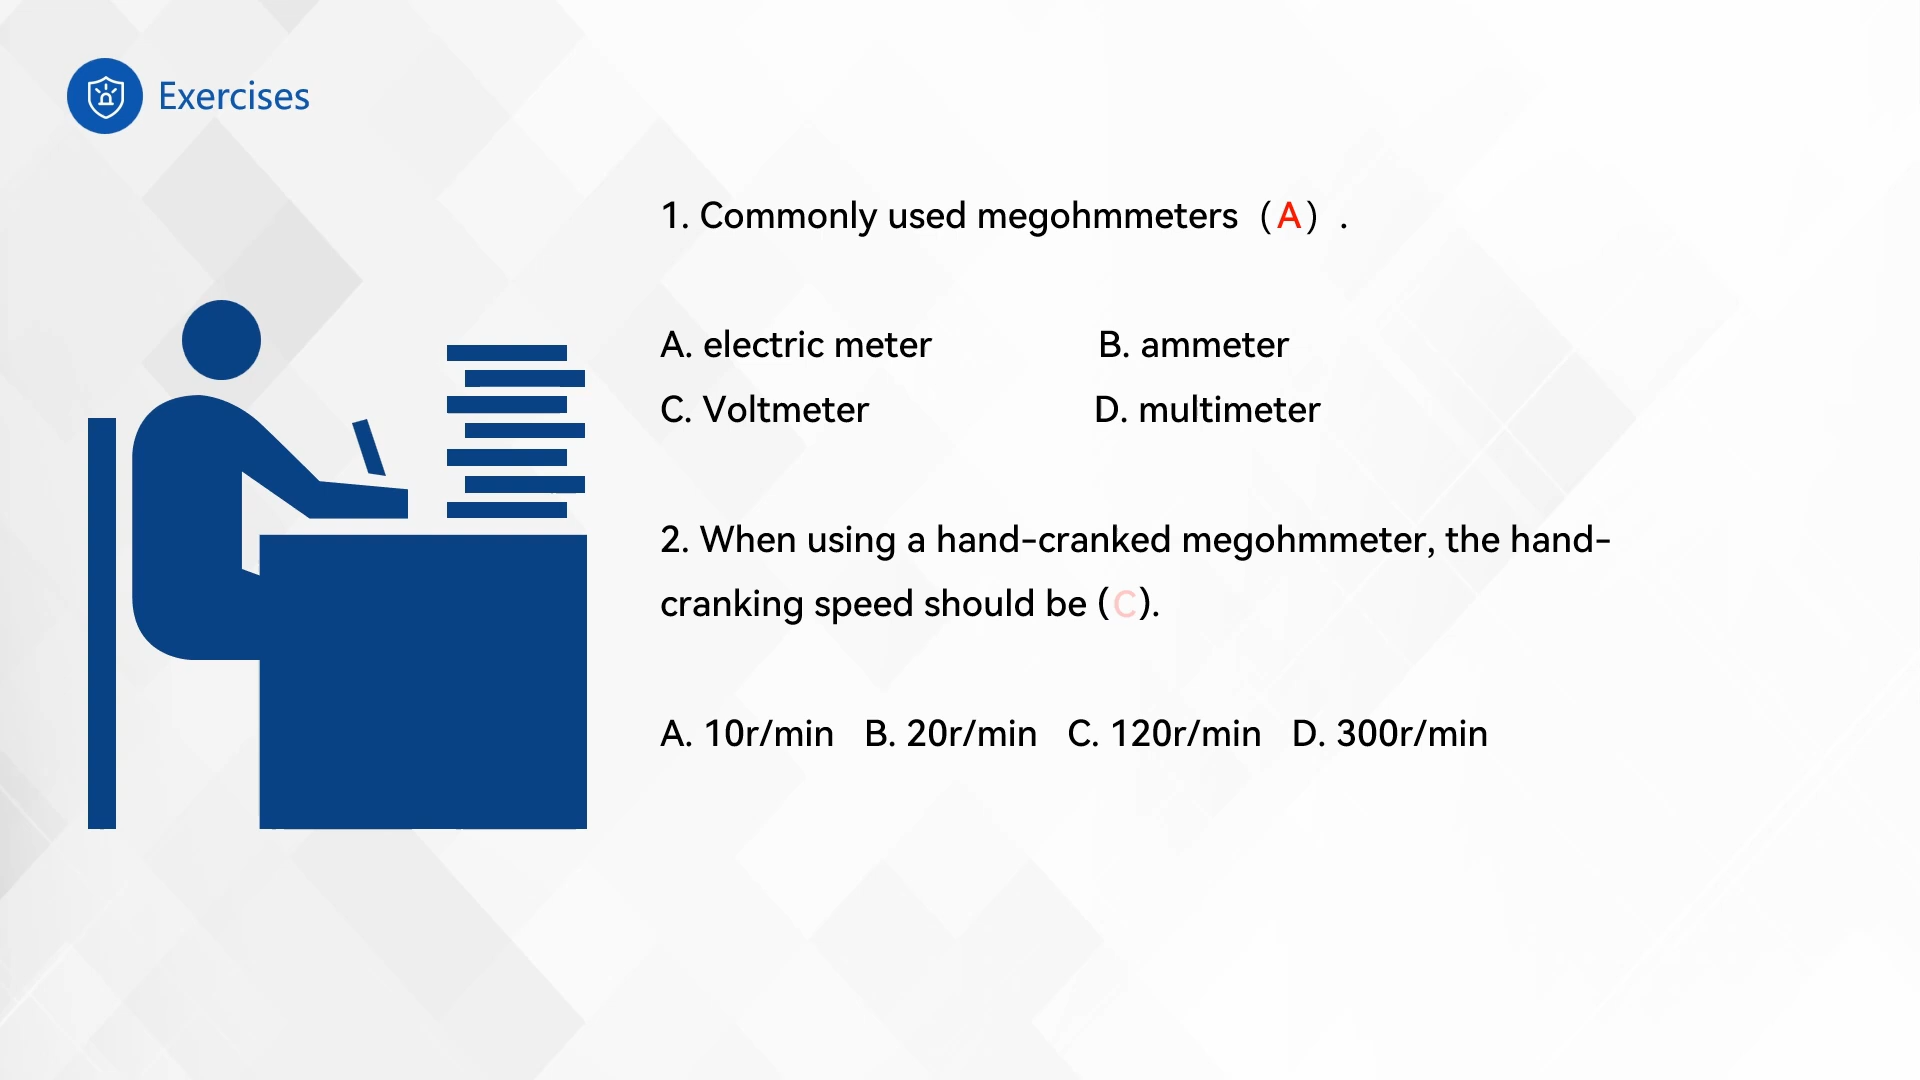 Exercises
1. Commonly used megohmmeters（A）.
A. electric meter B. ammeter
C. Voltmeter D. multimeter
2. When using a hand-cranked megohmmeter, the hand-
cranking speed should be (C).
A. 10r/min B. 20r/min C. 120r/min D. 300r/min